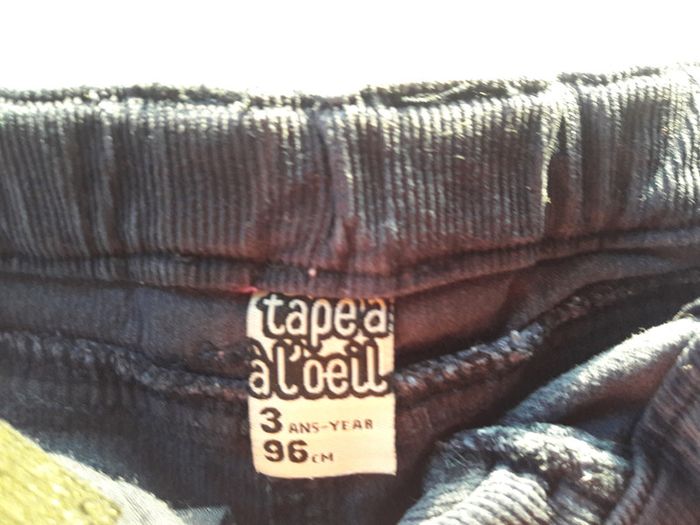 tape a
à l'oeil
3 ANS-YEAR
96 CM